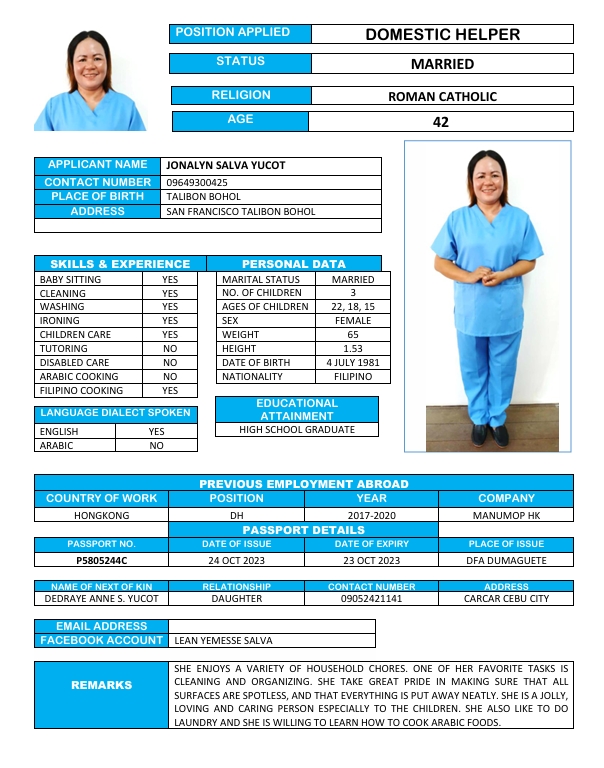 POSITION APPLIED DOMESTIC HELPER
STATUS MARRIED
RELIGION ROMAN CATHOLIC
AGE 42
APPLICANT NAME JONALYN SALVA YUCOT
CONTACT NUMBER 09649300425
PLACE OF BIRTH TALIBON BOHOL
ADDRESS SAN FRANCISCO TALIBON BOHOL
SKILLS & EXPERIENCE
BABY SITTING YES
CLEANING YES
WASHING YES
IRONING YES
CHILDREN CARE YES
TUTORING NO
DISABLED CARE NO
ARABIC COOKING NO
FILIPINO COOKING YES
LANGUAGE DIALECT SPOKEN
ENGLISH YES
ARABIC NO
PERSONAL DATA
MARITAL STATUS MARRIED
NO. OF CHILDREN 3
AGES OF CHILDREN 22, 18, 15
SEX FEMALE
WEIGHT 65
HEIGHT 1.53
DATE OF BIRTH 4 JULY 1981
NATIONALITY FILIPINO
EDUCATIONAL
ATTAINMENT
HIGH SCHOOL GRADUATE
PREVIOUS EMPLOYMENT ABROAD
COUNTRY OF WORK POSITION YEAR COMPANY
HONGKONG DH 2017-2020 MANUMOP HK
PASSPORT DETAILS
PASSPORT NO. DATE OF ISSUE DATE OF EXPIRY PLACE OF ISSUE
P5805244C 24 OCT 2023 23 OCT 2023 DFA DUMAGUETE
NAME OF NEXT OF KIN RELATIONSHIP CONTACT NUMBER ADDRESS
DEDRAYE ANNE S. YUCOT DAUGHTER 09052421141 CARCAR CEBU CITY
EMAIL ADDRESS
FACEBOOK ACCOUNT LEAN YEMESSE SALVA
REMARKS
SHE ENJOYS A VARIETY OF HOUSEHOLD CHORES. ONE OF HER FAVORITE TASKS IS
CLEANING AND ORGANIZING. SHE TAKE GREAT PRIDE IN MAKING SURE THAT ALL
SURFACES ARE SPOTLESS, AND THAT EVERYTHING IS PUT AWAY NEATLY. SHE IS A JOLLY,
LOVING AND CARING PERSON ESPECIALLY TO THE CHILDREN. SHE ALSO LIKE TO DO
LAUNDRY AND SHE IS WILLING TO LEARN HOW TO COOK ARABIC FOODS.